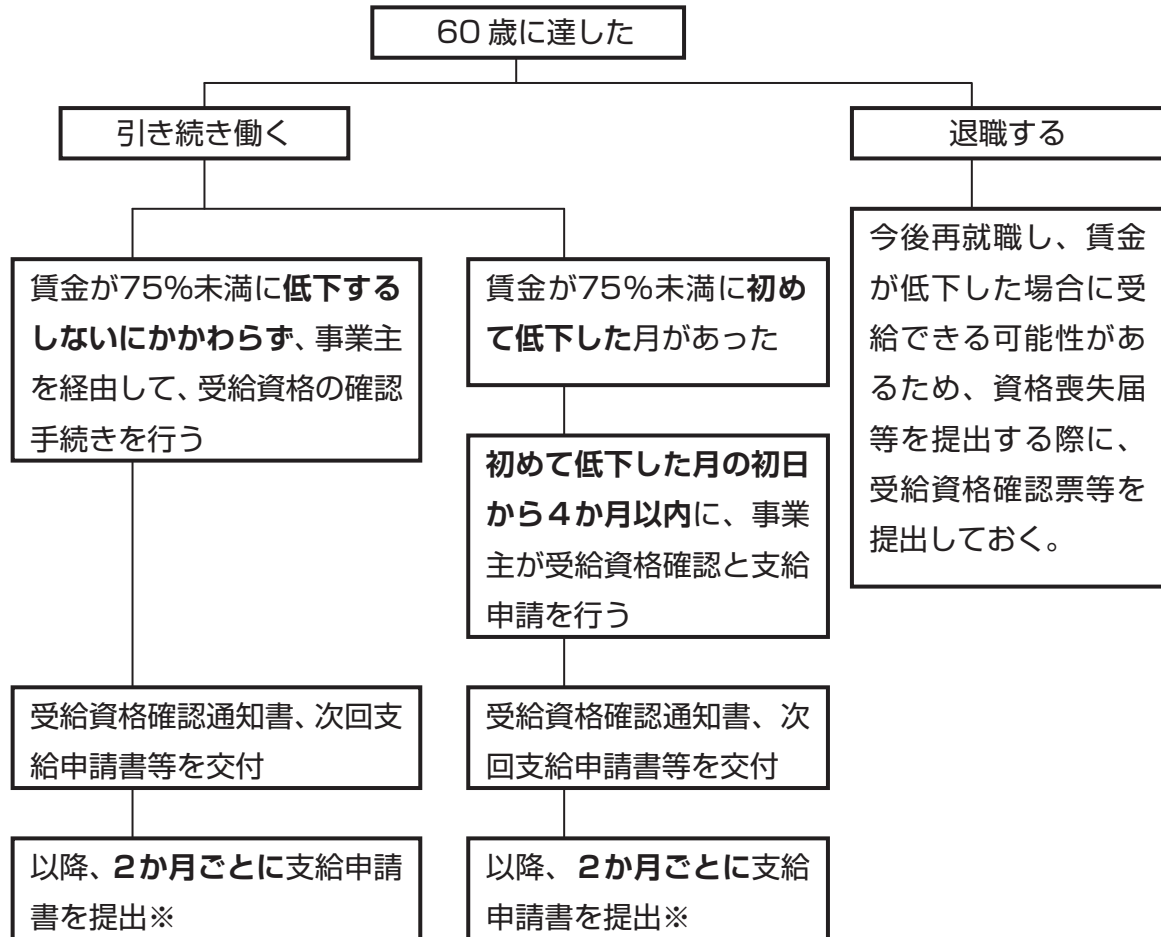 60歳に達した
引き続き働く
退職する
賃金が75%未満に低下する
しないにかかわらず、事業主
を経由して、受給資格の確認
手続きを行う
賃金が75%未満に初め
て低下した月があった
今後再就職し、賃金
が低下した場合に受
給できる可能性があ
るため、資格喪失届
等を提出する際に、
受給資格確認票等を
提出しておく。
初めて低下した月の初日
から4か月以内に、事業
主が受給資格確認と支給
申請を行う
受給資格確認通知書、次回支
給申請書等を交付
受給資格確認通知書、次
回支給申請書等を交付
以降、2か月ごとに支給申請
書を提出※
以降、2か月ごとに支給
申請書を提出※